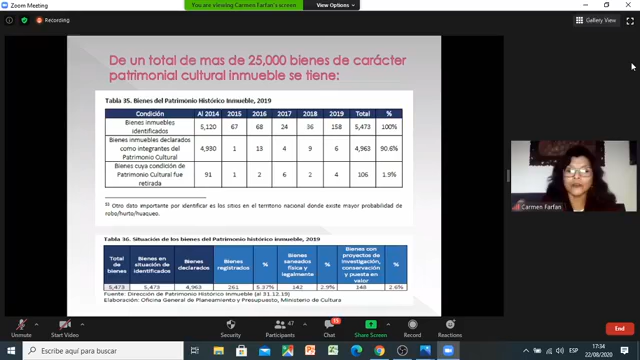 Zoom Meeting
You are viewing Carmen Farfan's screen
View Options
Recording
Gallery View
De un total de mas de 25,000 bienes de carácter
patrimonial cultural inmueble se tiene:
Tabla 35. Bienes del Patrimonio Histórico Inmueble, 2019
Condición Al 2014 2015 2016 2017 2018 2019 Total %
Bienes inmuebles identificados 5,120 67 68 24 36 158 5,473 100%
Bienes inmuebles declarados como integrantes del Patrimonio Cultural 4,930 1 13 4 9 6 4,963 90.6%
Bienes cuya condición de Patrimonio Cultural fue retirada 91 1 2 6 2 4 106 1.9%
Otro dato importante por identificar es los sitios en el territorio nacional donde existe mayor probabilidad de
robo/hurto/huaqueo.
Tabla 36. Situación de los bienes del Patrimonio histórico inmueble, 2019
Total de bienes Bienes en situación de identificados Bienes declarados Bienes registrados % Bienes saneados física y legalmente % Bienes con proyectos de investigación, conservación y puesta en valor %
5,473 5,473 4,963 261 5.37% 142 2.9% 148 2.6%
Fuente: Dirección de Patrimonio Histórico Inmueble (al 31.12.19)
Elaboración: Oficina General de Planeamiento y Presupuesto, Ministerio de Cultura
Carmen Farfan
Unmute
Start Video
Security
Participants 47
Chat
Share Screen
Record
Reactions
End
Escribe aquí para buscar
ESP
17:34
22/08/2020